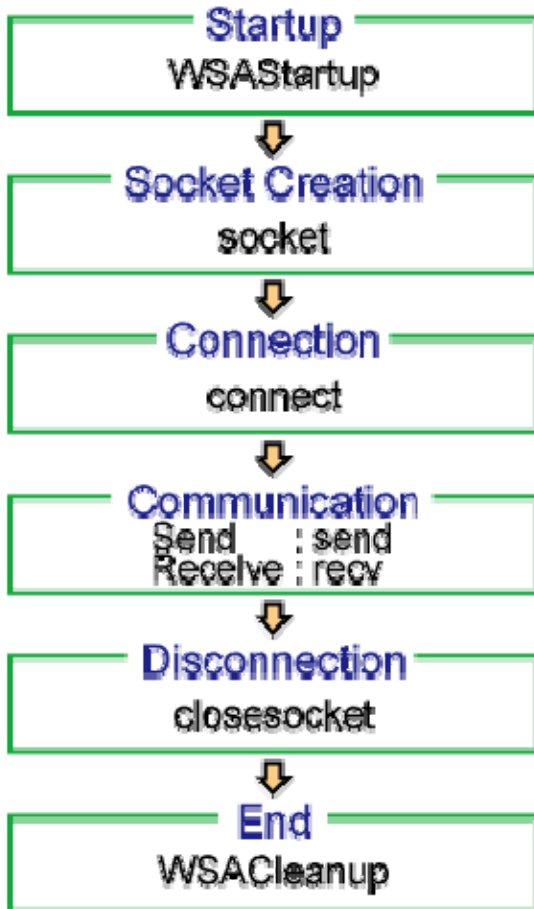 Startup
WSAStartup
Socket Creation
socket
Connection
connect
Communication
Send : send
Receive : recv
Disconnection
closesocket
End
WSACleanup